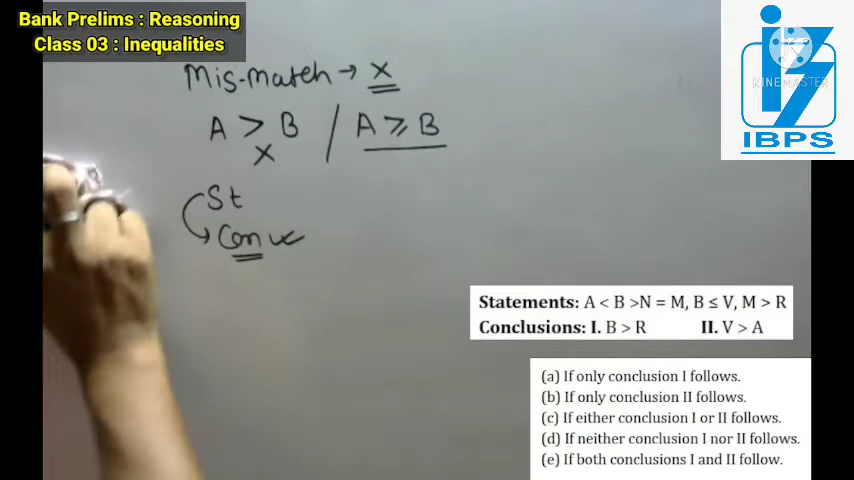 Bank Prelims : Reasoning
Class 03 : Inequalities
Mis-match → x
A > B / A ⩾ B
x
St
Con
IBPS
KINEMASTER
Statements: A < B >N = M, B ≤ V, M > R
Conclusions: I. B > R II. V > A
(a) If only conclusion I follows.
(b) If only conclusion II follows.
(c) If either conclusion I or II follows.
(d) If neither conclusion I nor II follows.
(e) If both conclusions I and II follow.